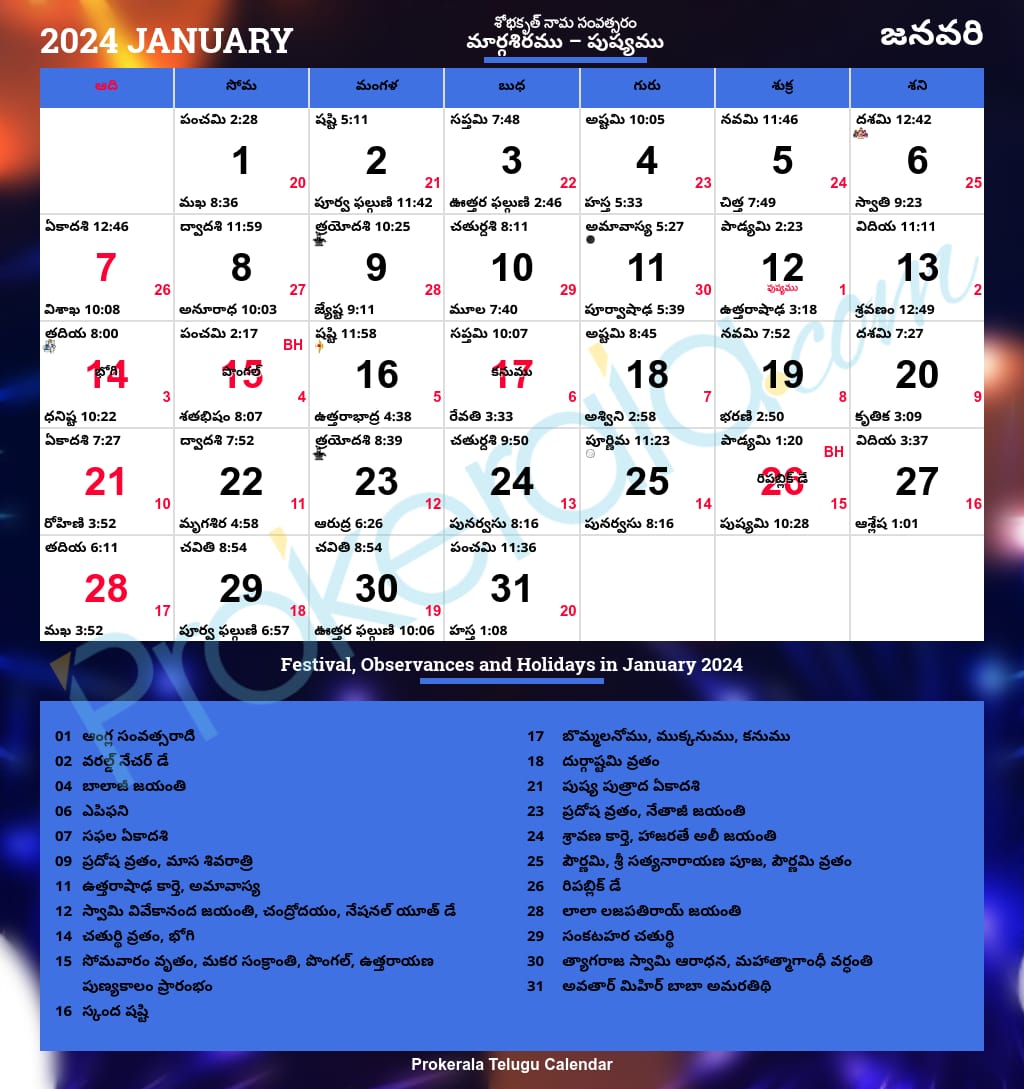 2024 JANUARY
శోభకృత్ నామ సంవత్సరం
మార్గశిరము – పుష్యము
జనవరి
ఆది సోమ మంగళ బుధ గురు శుక్ర శని
పంచమి 2:28 షష్టి 5:11 సప్తమి 7:48 అష్టమి 10:05 నవమి 11:46 దశమి 12:42
1 2 3 4 5 6
20 21 22 23 24 25
మఖ 8:36 పూర్వ ఫల్గుణి 11:42 ఊత్తర ఫల్గుణి 2:46 హస్త 5:33 చిత్త 7:49 స్వాతి 9:23
ఏకాదశి 12:46 ద్వాదశి 11:59 త్రయోదశి 10:25 చతుర్దశి 8:11 అమావాస్య 5:27 పాడ్యమి 2:23 విదియ 11:11
7 8 9 10 11 12 13
పుష్యము
26 27 28 29 30 1 2
విశాఖ 10:08 అనూరాధ 10:03 జ్యేష్ట 9:11 మూల 7:40 పూర్వాషాఢ 5:39 ఉత్తరాషాఢ 3:18 శ్రవణం 12:49
తదియ 8:00 పంచమి 2:17 షష్టి 11:58 సప్తమి 10:07 అష్టమి 8:45 నవమి 7:52 దశమి 7:27
BH
14 15 16 17 18 19 20
భోగి పొంగల్ కనుము
3 4 5 6 7 8 9
ధనిష్ట 10:22 శతభిషం 8:07 ఉత్తరాభాద్ర 4:38 రేవతి 3:33 అశ్విని 2:58 భరణి 2:50 కృతిక 3:09
ఏకాదశి 7:27 ద్వాదశి 7:52 త్రయోదశి 8:39 చతుర్దశి 9:50 పూర్ణిమ 11:23 పాడ్యమి 1:20 విదియ 3:37
BH
21 22 23 24 25 26 27
రిపబ్లిక్ డే
10 11 12 13 14 15 16
రోహిణి 3:52 మృగశిర 4:58 ఆరుద్ర 6:26 పునర్వసు 8:16 పునర్వసు 8:16 పుష్యమి 10:28 ఆశ్లేష 1:01
తదియ 6:11 చవితి 8:54 చవితి 8:54 పంచమి 11:36
28 29 30 31
17 18 19 20
మఖ 3:52 పూర్వ ఫల్గుణి 6:57 ఊత్తర ఫల్గుణి 10:06 హస్త 1:08
Prokerala.com
Festival, Observances and Holidays in January 2024
01 ఆంగ్ల సంవత్సరాది
02 వరల్డ్ నేచర్ డే
04 బాలాజీ జయంతి
06 ఎపిఫని
07 సఫల ఏకాదశి
09 ప్రదోష వ్రతం, మాస శివరాత్రి
11 ఉత్తరాషాఢ కార్తె, అమావాస్య
12 స్వామి వివేకానంద జయంతి, చంద్రోదయం, నేషనల్ యూత్ డే
14 చతుర్థి వ్రతం, భోగి
15 సోమవారం వృతం, మకర సంక్రాంతి, పొంగల్, ఉత్తరాయణ
పుణ్యకాలం ప్రారంభం
16 స్కంద షష్టి
17 బొమ్మలనోము, ముక్కనుము, కనుము
18 దుర్గాష్టమి వ్రతం
21 పుష్య పుత్రాద ఏకాదశి
23 ప్రదోష వ్రతం, నేతాజీ జయంతి
24 శ్రావణ కార్తె, హాజరతే అలీ జయంతి
25 పౌర్ణమి, శ్రీ సత్యనారాయణ పూజ, పౌర్ణమి వ్రతం
26 రిపబ్లిక్ డే
28 లాలా లజపతిరాయ్ జయంతి
29 సంకటహర చతుర్థి
30 త్యాగరాజ స్వామి ఆరాధన, మహాత్మాగాంధీ వర్ధంతి
31 అవతార్ మిహిర్ బాబా అమరతిథి
Prokerala Telugu Calendar